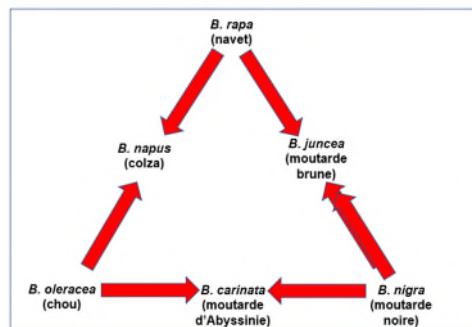 B. rapa
(navet)
B. napus
(colza)
B. juncea
(moutarde
brune)
B. oleracea
(chou)
B. carinata
(moutarde
d'Abyssinie)
B. nigra
(moutarde
noire)